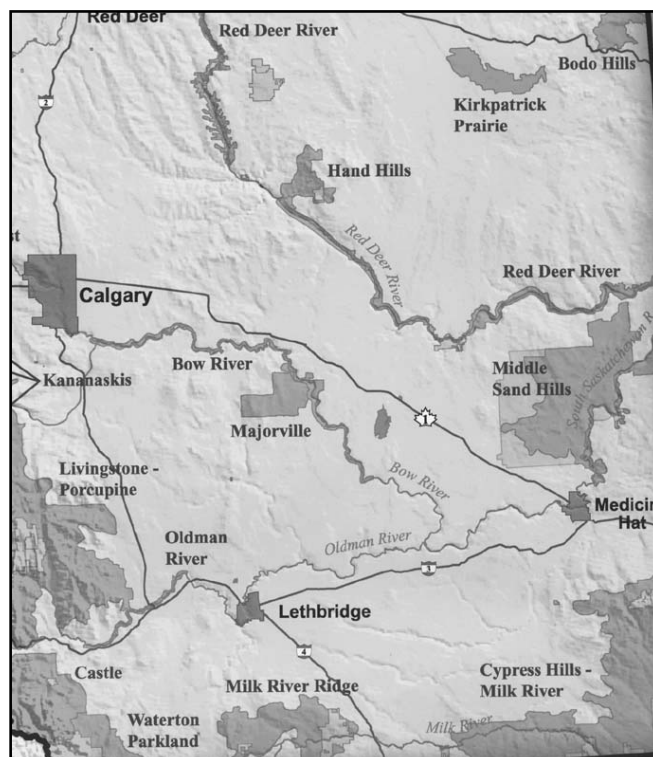 Red Deer
Red Deer River
Bodo Hills
Kirkpatrick
Prairie
2
Hand Hills
Red Deer River
Red Deer River
st
Calgary
Bow River
Middle
Sand Hills
South Saskatchewan R
Kananaskis
Majorville
1
Livingstone -
Porcupine
Bow River
Medicin
Hat
Oldman
River
Oldman River
3
Lethbridge
4
Castle
Milk River Ridge
Cypress Hills -
Milk River
Waterton
Parkland
Milk River